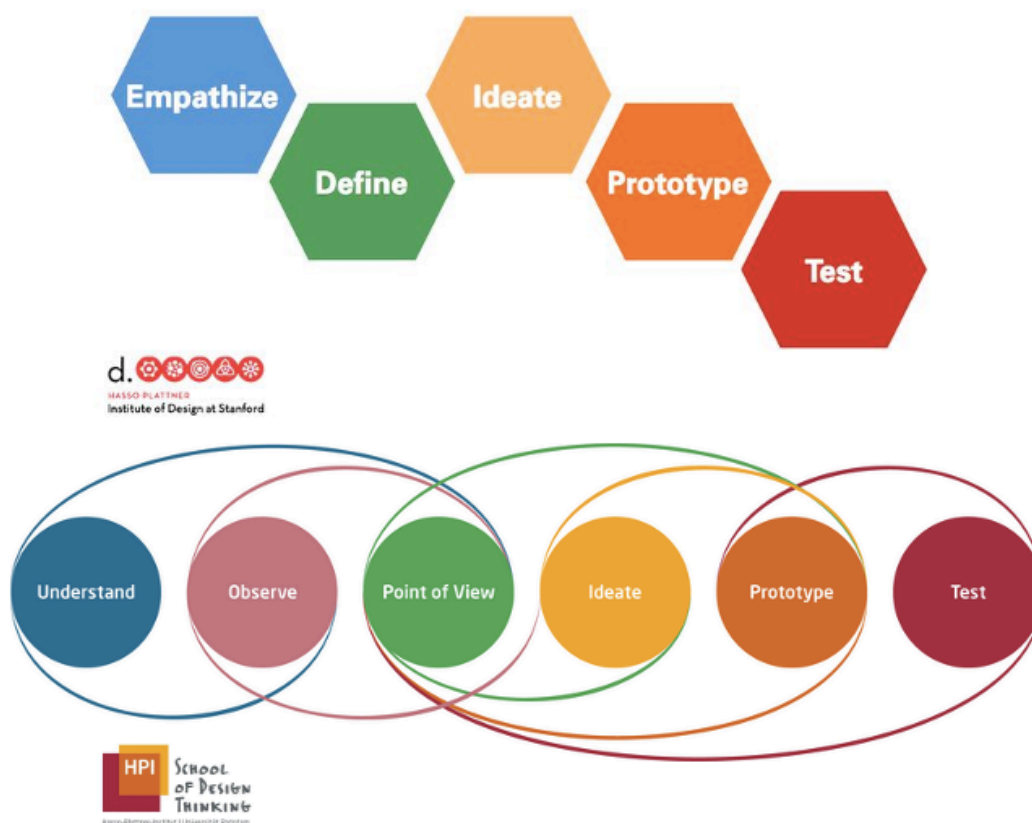 Empathize
Ideate
Define
Prototype
Test
d.
HASSO PLATTNER
Institute of Design at Stanford
Understand
Observe
Point of View
Ideate
Prototype
Test
HPI
SCHOOL
OF DESIGN
THINKING